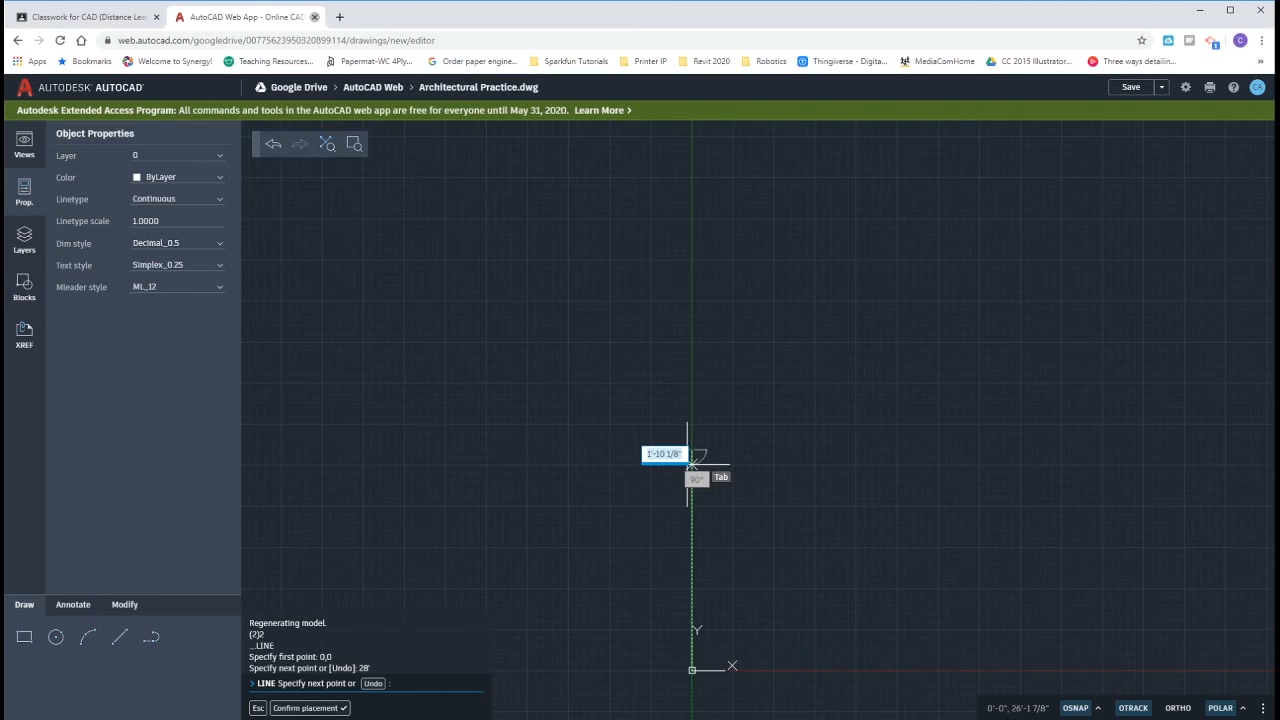 Classwork for CAD (Distance Lea
AutoCAD Web App - Online CAD
web.autocad.com/googledrive/00775623950320899114/drawings/new/editor
Apps
Bookmarks
Welcome to Synergy!
Teaching Resources...
Papermat-WC 4Ply...
Order paper engine...
Sparkfun Tutorials
Printer IP
Revit 2020
Robotics
Thingiverse - Digita...
MediaComHome
CC 2015 Illustrator...
Three ways detailin...
AUTODESK® AUTOCAD®
Google Drive
AutoCAD Web
Architectural Practice.dwg
Save
CA
Autodesk Extended Access Program: All commands and tools in the AutoCAD web app are free for everyone until May 31, 2020. Learn More
Views
Prop.
Layers
Blocks
XREF
Object Properties
Layer 0
Color ByLayer
Linetype Continuous
Linetype scale 1.0000
Dim style Decimal_0.5
Text style Simplex_0.25
Mleader style ML_12
1'-10 1/8"
90°
Tab
Y
X
Draw
Annotate
Modify
Regenerating model.
(2)2
_.LINE
Specify first point: 0,0
Specify next point or [Undo]: 28'
LINE Specify next point or Undo :
Esc
Confirm placement
0'-0", 26'-1 7/8"
OSNAP
OTRACK
ORTHO
POLAR